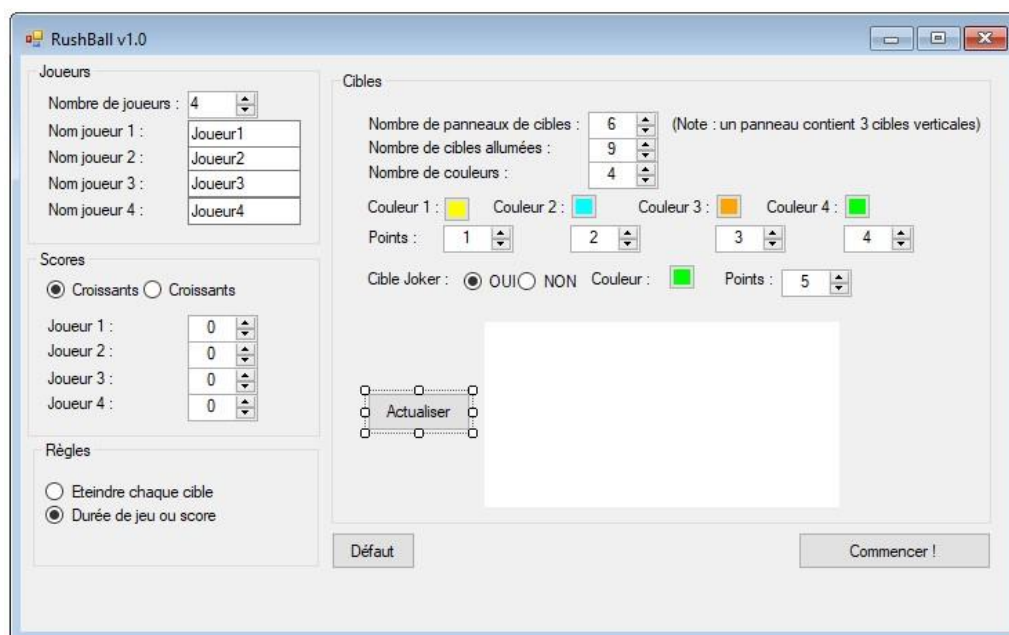 RushBall v1.0
Joueurs
Nombre de joueurs : 4
Nom joueur 1 : Joueur1
Nom joueur 2 : Joueur2
Nom joueur 3 : Joueur3
Nom joueur 4 : Joueur4
Scores
Croissants Croissants
Joueur 1 : 0
Joueur 2 : 0
Joueur 3 : 0
Joueur 4 : 0
Règles
Eteindre chaque cible
Durée de jeu ou score
Cibles
Nombre de panneaux de cibles : 6 (Note : un panneau contient 3 cibles verticales)
Nombre de cibles allumées : 9
Nombre de couleurs : 4
Couleur 1 : Couleur 2 : Couleur 3 : Couleur 4 :
Points : 1 2 3 4
Cible Joker : OUI NON Couleur : Points : 5
Actualiser
Défaut
Commencer !